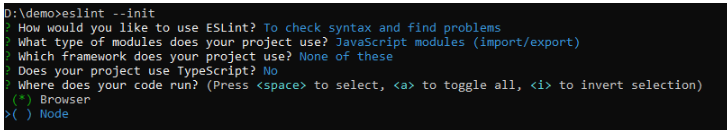 D:\demo>eslint --init
? How would you like to use ESLint? To check syntax and find problems
? What type of modules does your project use? JavaScript modules (import/export)
? Which framework does your project use? None of these
? Does your project use TypeScript? No
? Where does your code run? (Press <space> to select, <a> to toggle all, <i> to invert selection)
 (*) Browser
>( ) Node